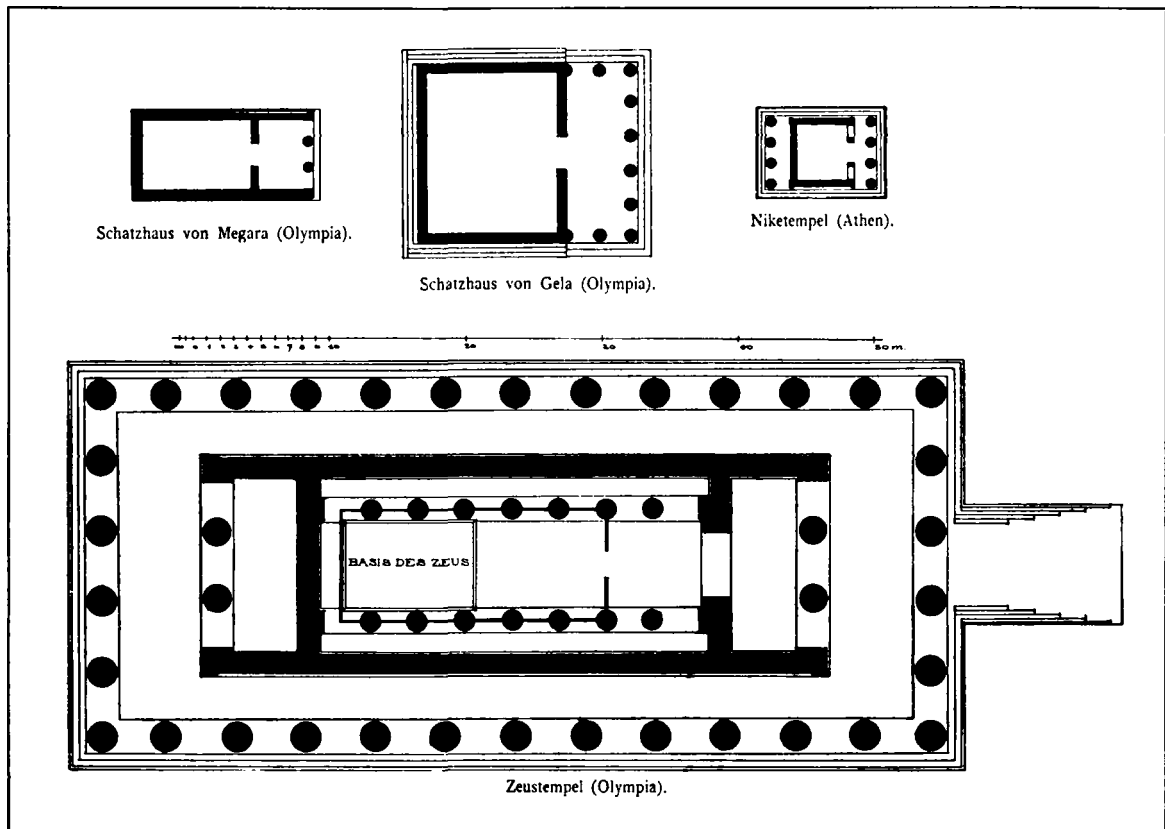 Schatzhaus von Megara (Olympia).
Schatzhaus von Gela (Olympia).
Niketempel (Athen).
10 20 30 40 50 m.
BASIS DES ZEUS
Zeustempel (Olympia).